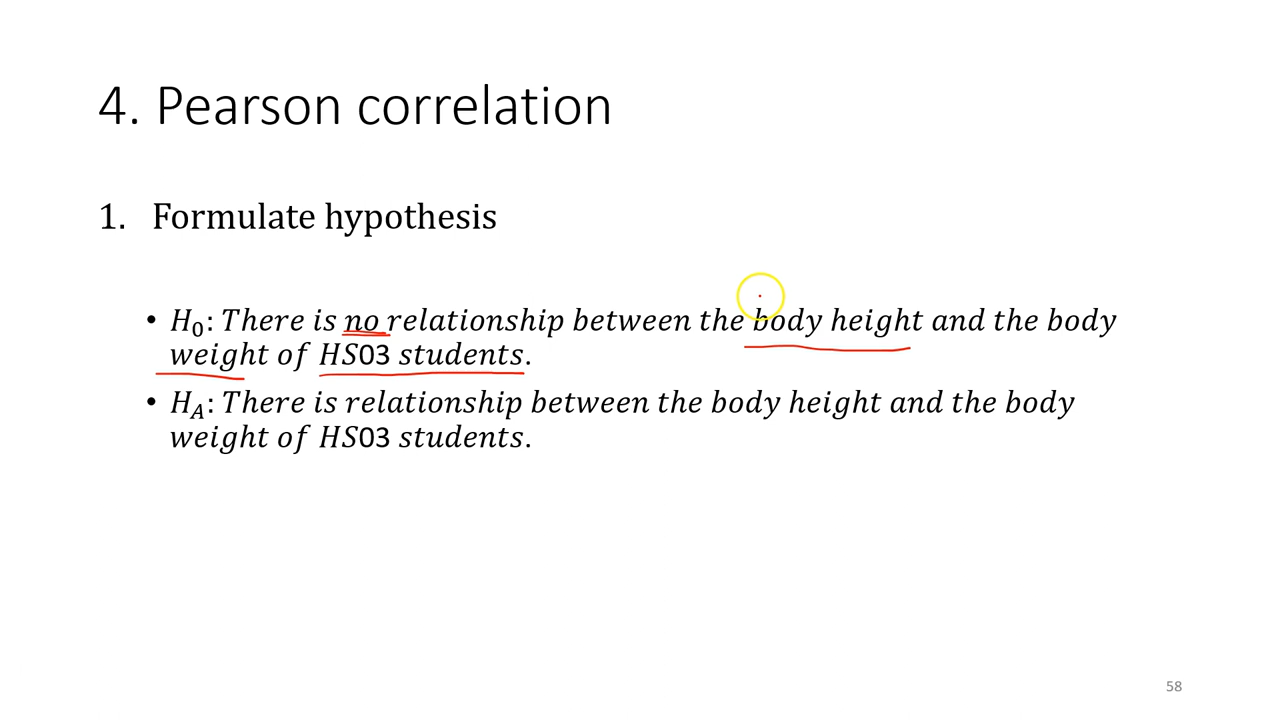 4. Pearson correlation
1. Formulate hypothesis
• H₀: There is no relationship between the body height and the body
weight of HS03 students.
• H_A: There is relationship between the body height and the body
weight of HS03 students.
58